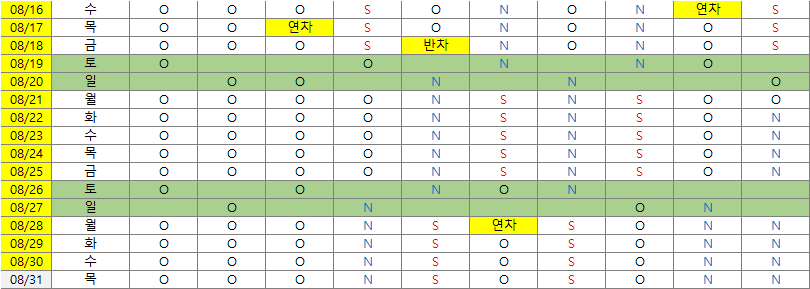 08/16 수 O O O S O N O N 연차 S
08/17 목 O O 연차 S O N O N O S
08/18 금 O O O S 반차 N O N O S
08/19 토 O O N N O
08/20 일 O O N N O
08/21 월 O O O O N S N S O O
08/22 화 O O O O N S N S O N
08/23 수 O O O O N S N S O N
08/24 목 O O O O N S N S O N
08/25 금 O O O O N S N S O N
08/26 토 O O N O N
08/27 일 O N O N
08/28 월 O O O N S 연차 S O N N
08/29 화 O O O N S O S O N N
08/30 수 O O O N S O S O N N
08/31 목 O O O N S O S O N N